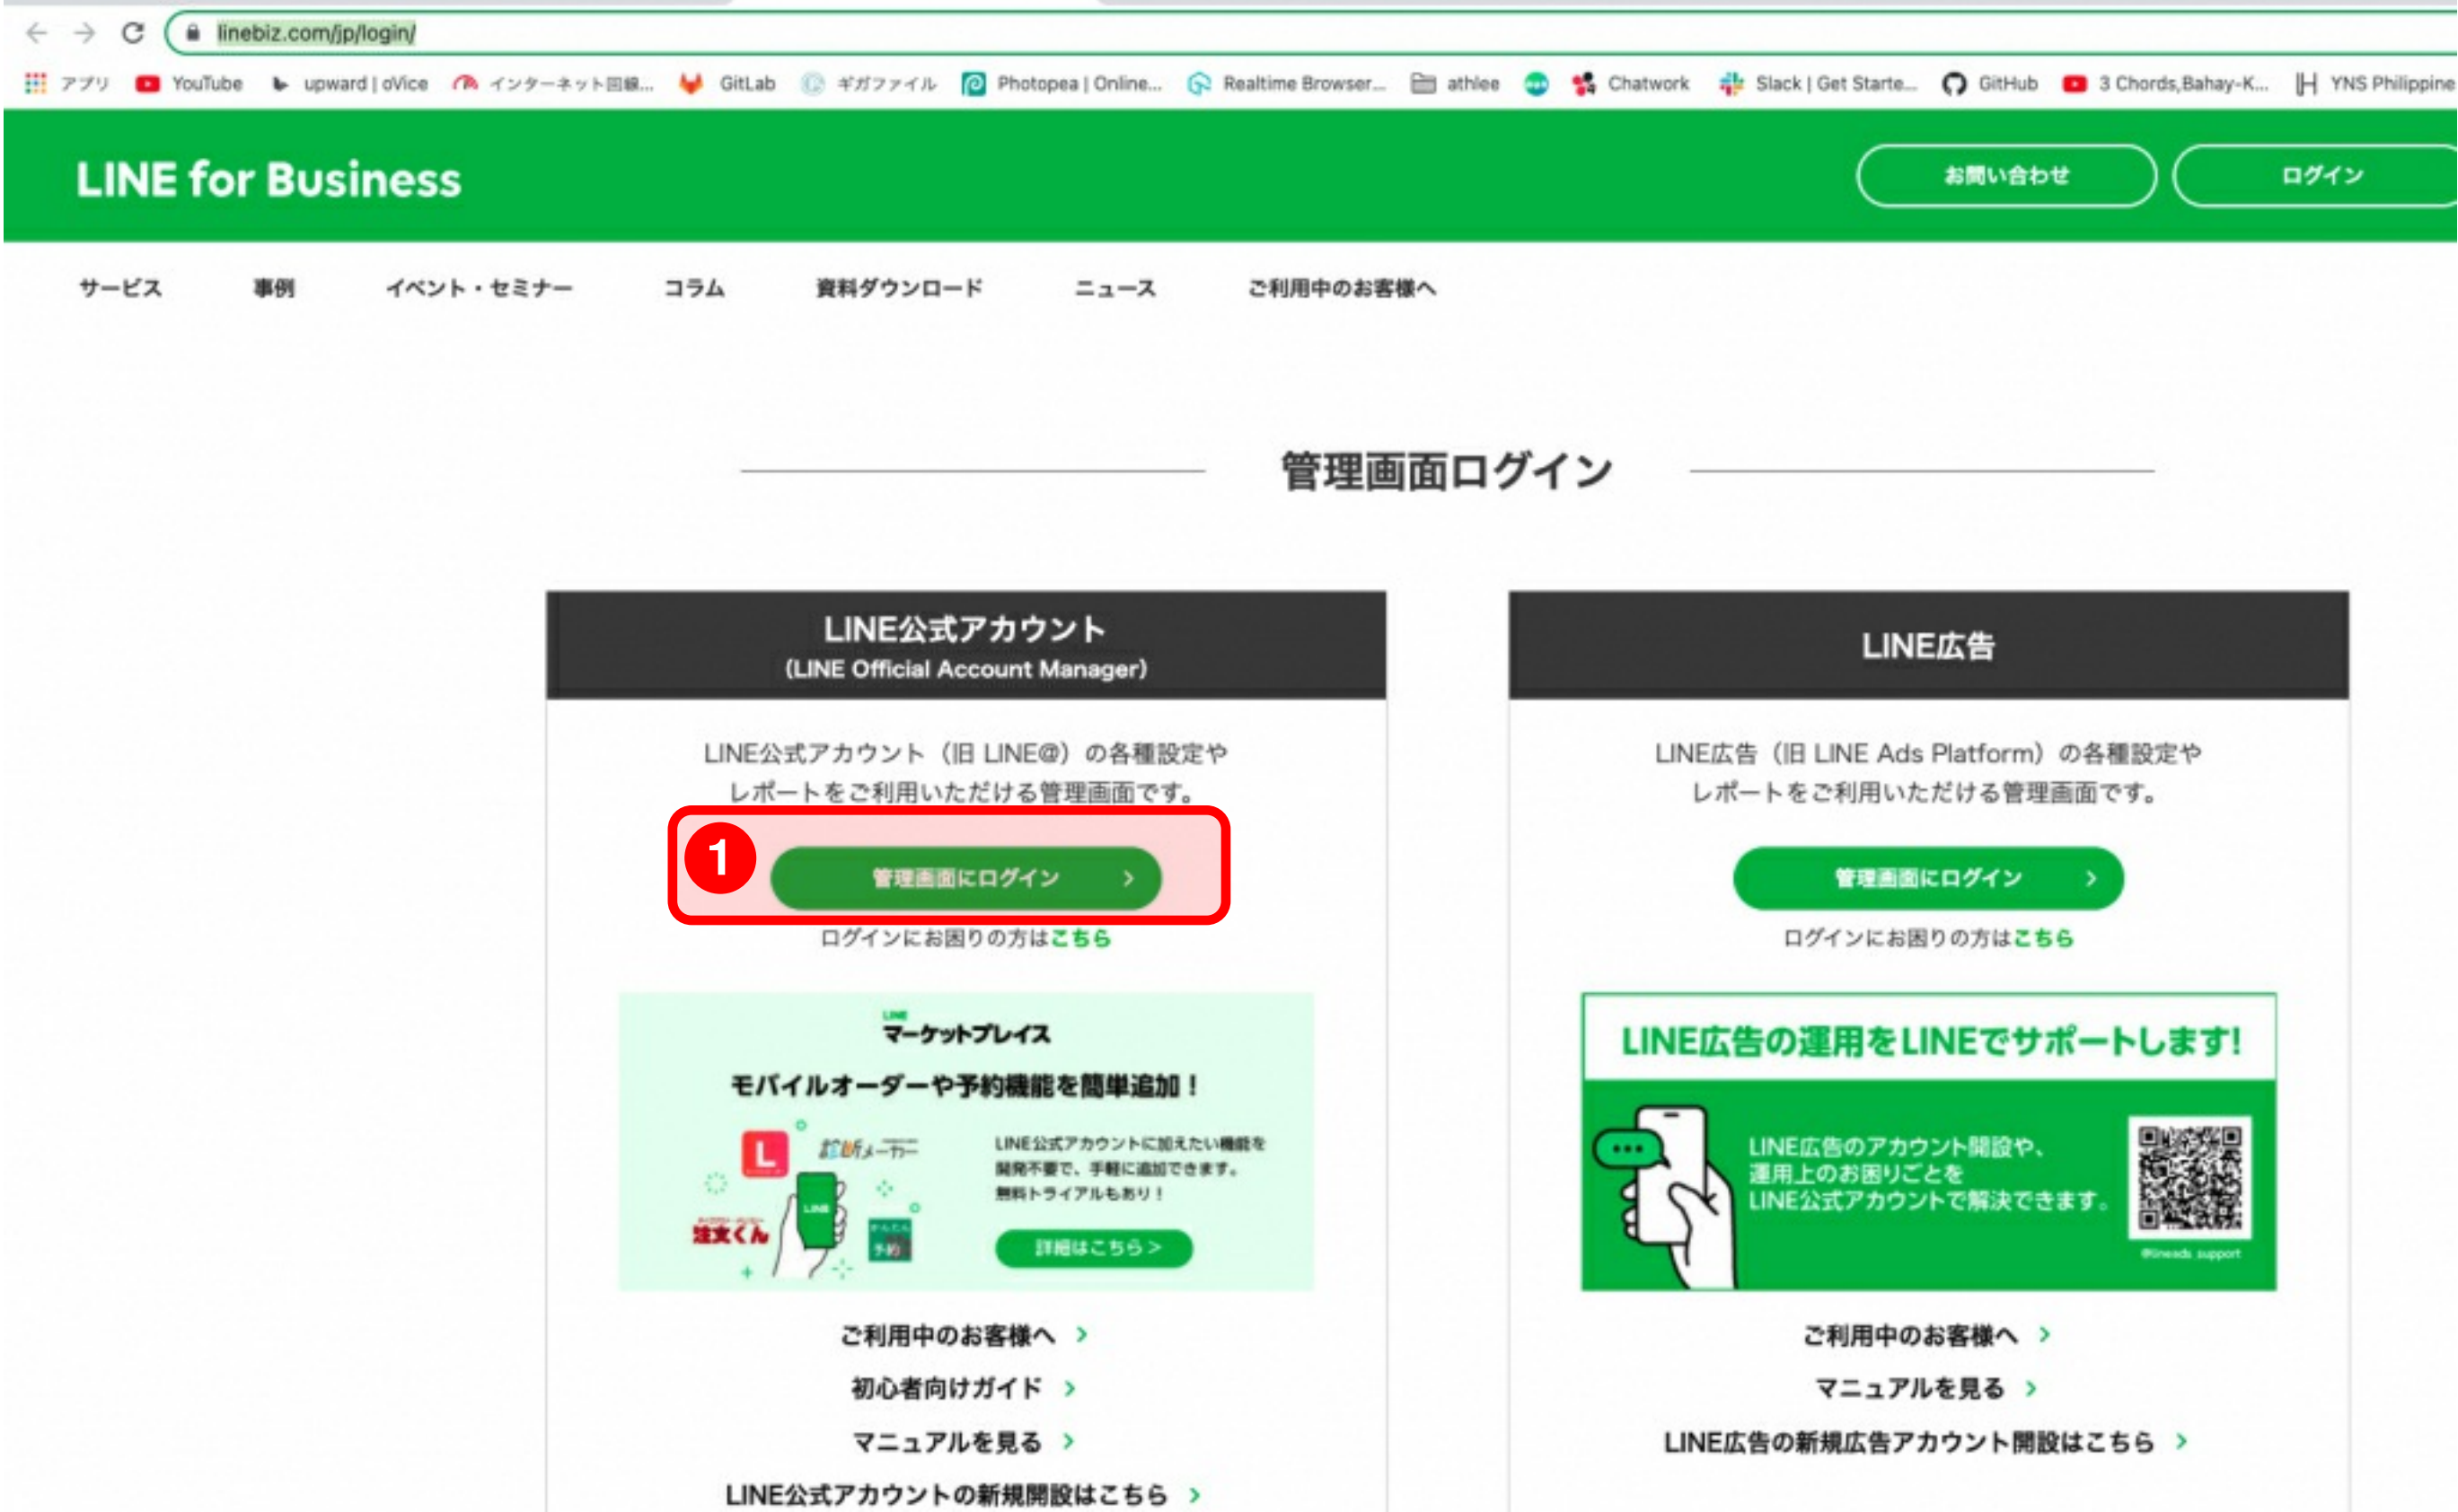 linebiz.com/jp/login/
アプリ YouTube upward | oVice インターネット回線... GitLab ギガファイル Photopea | Online... Realtime Browser... athlee Chatwork Slack | Get Starte... GitHub 3 Chords,Bahay-K... YNS Philippine
LINE for Business
お問い合わせ
ログイン
サービス 事例 イベント・セミナー コラム 資料ダウンロード ニュース ご利用中のお客様へ
管理画面ログイン
LINE公式アカウント
(LINE Official Account Manager)
LINE公式アカウント（旧 LINE@）の各種設定や
レポートをご利用いただける管理画面です。
1
管理画面にログイン
ログインにお困りの方はこちら
LINE
マーケットプレイス
モバイルオーダーや予約機能を簡単追加！
L
診断メーカー
LINE公式アカウントに加えたい機能を
開発不要で、手軽に追加できます。
無料トライアルもあり！
LINE
注文くん
かんたん
予約
詳細はこちら >
ご利用中のお客様へ
初心者向けガイド
マニュアルを見る
LINE公式アカウントの新規開設はこちら
LINE広告
LINE広告（旧 LINE Ads Platform）の各種設定や
レポートをご利用いただける管理画面です。
管理画面にログイン
ログインにお困りの方はこちら
LINE広告の運用をLINEでサポートします!
LINE広告のアカウント開設や、
運用上のお困りごとを
LINE公式アカウントで解決できます。
@lineads support
ご利用中のお客様へ
マニュアルを見る
LINE広告の新規広告アカウント開設はこちら